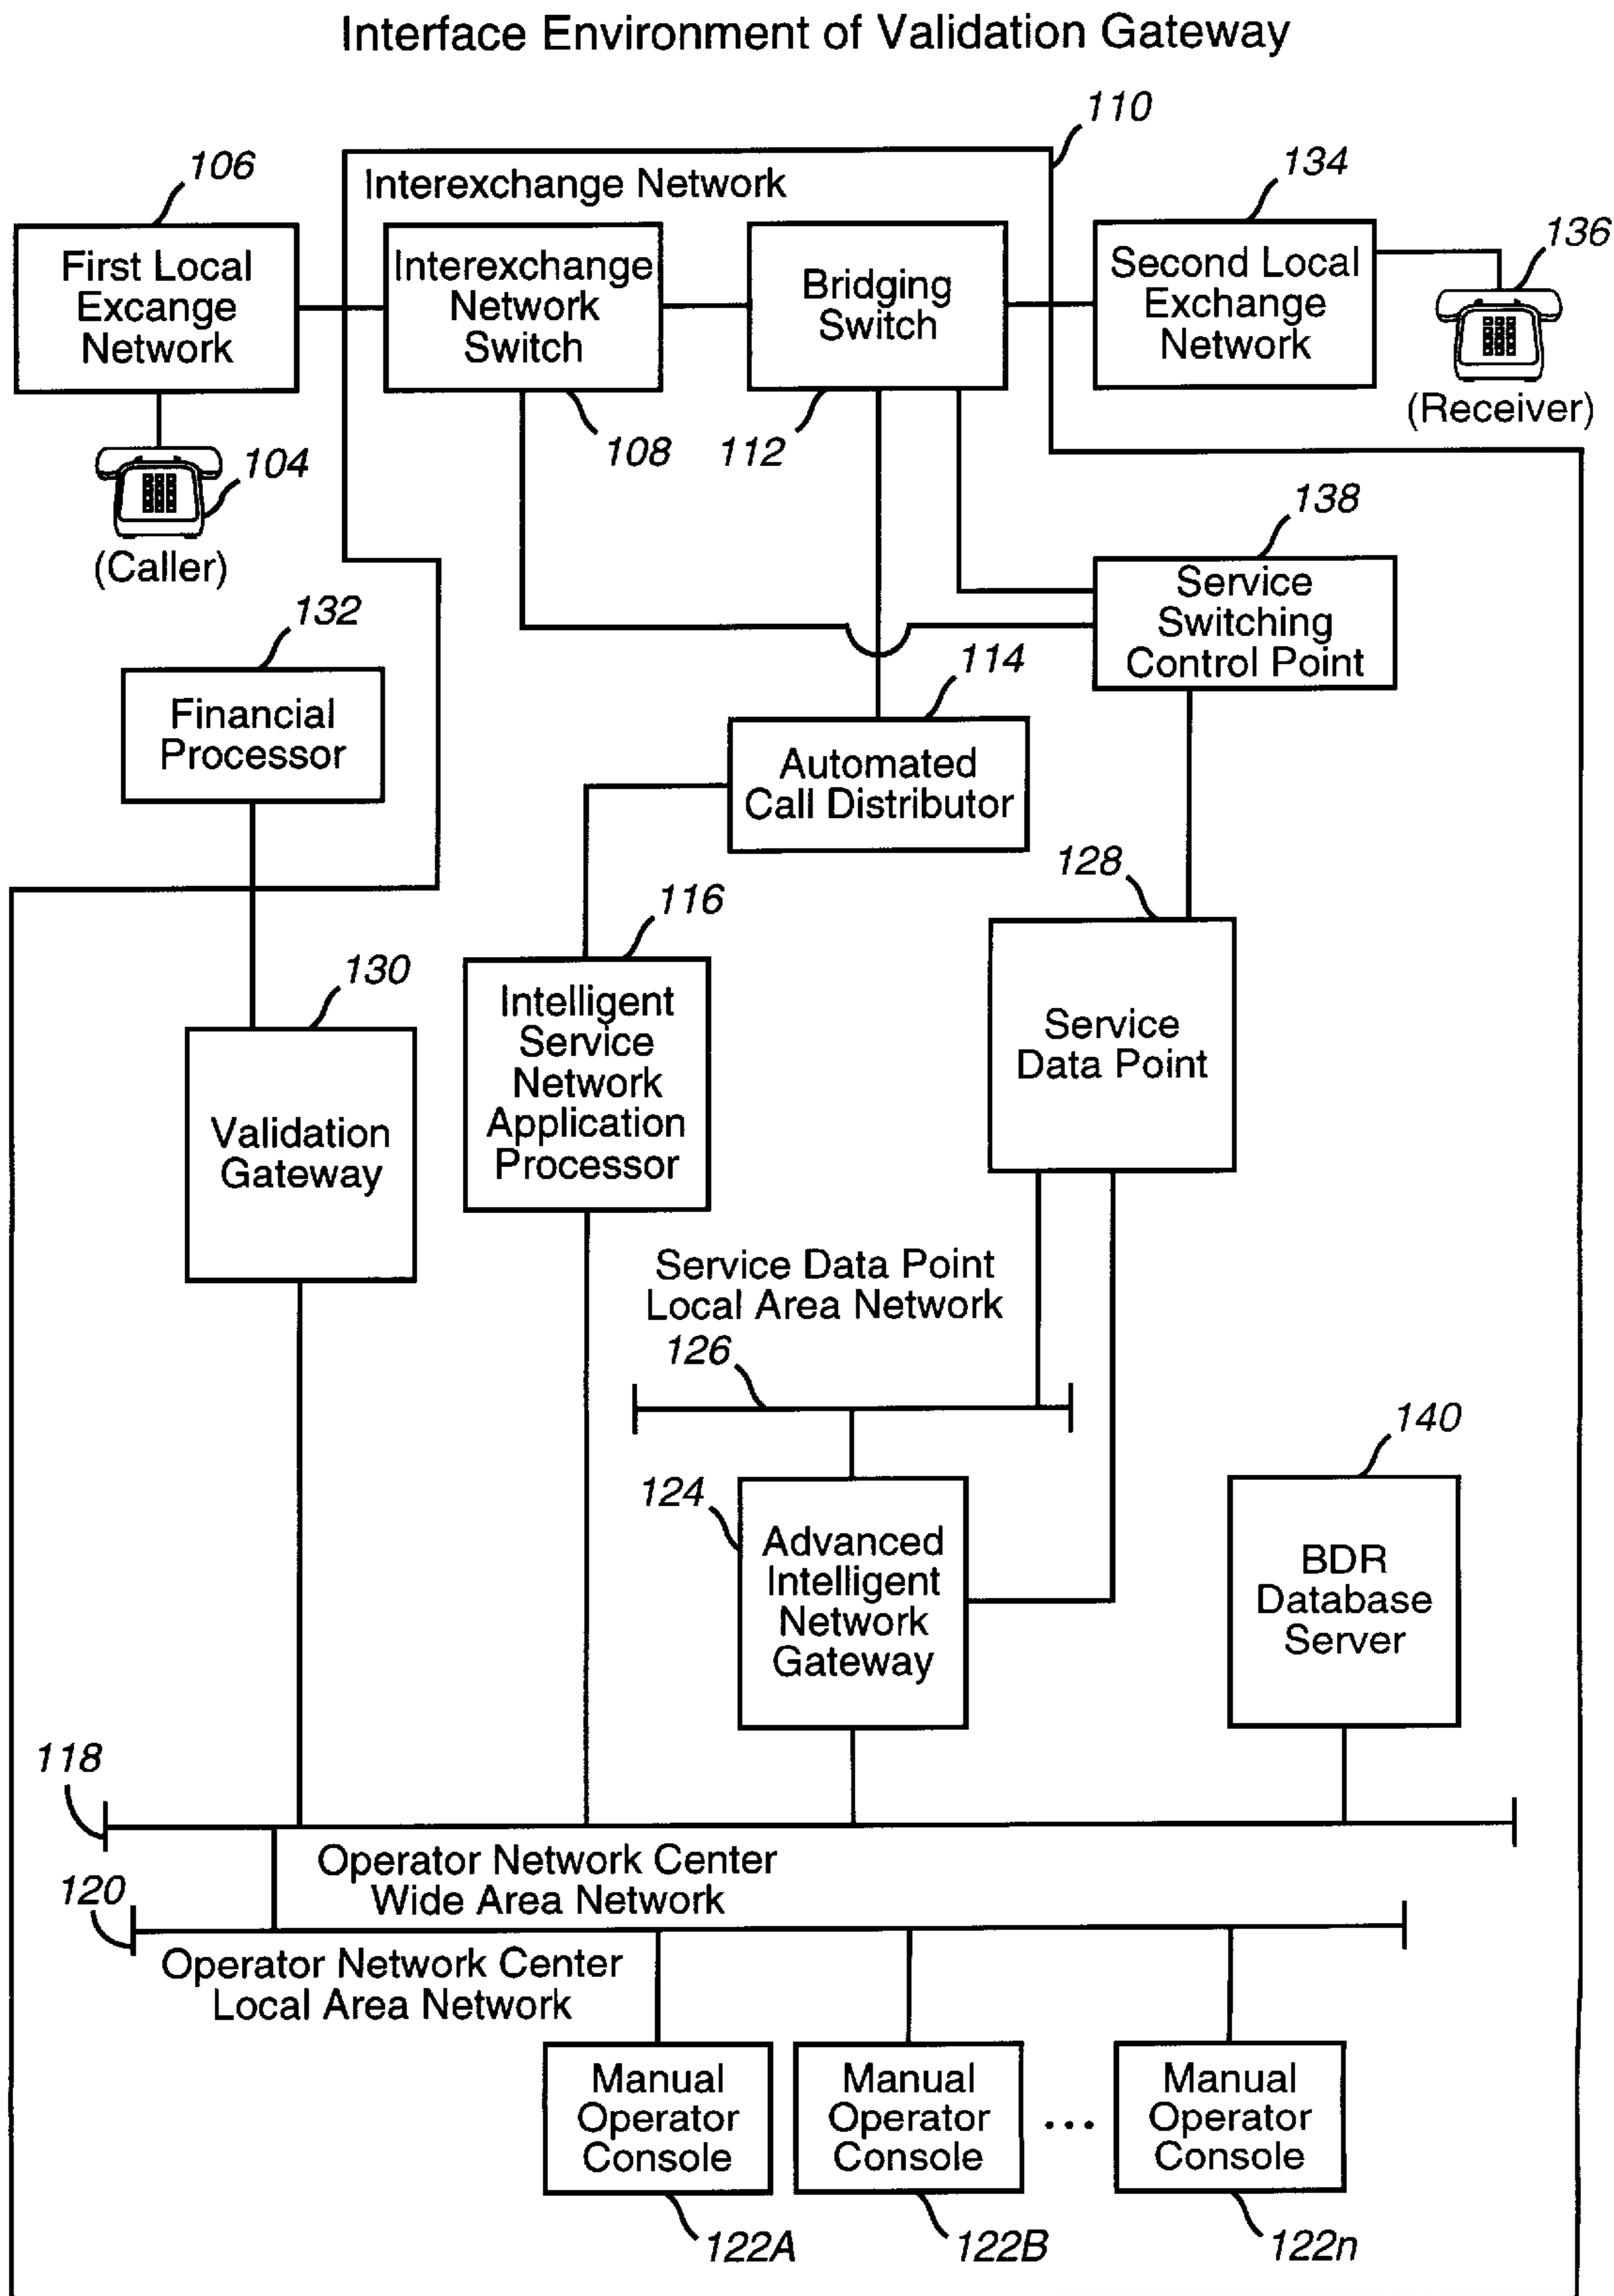 Interface Environment of Validation Gateway
110
106
134
Interexchange Network
136
First Local
Excange
Network
Interexchange
Network
Switch
Bridging
Switch
Second Local
Exchange
Network
(Receiver)
108
112
104
(Caller)
138
Service
Switching
Control Point
132
Financial
Processor
114
Automated
Call Distributor
128
116
130
Intelligent
Service
Network
Application
Processor
Service
Data Point
Validation
Gateway
Service Data Point
Local Area Network
126
140
124
Advanced
Intelligent
Network
Gateway
BDR
Database
Server
118
Operator Network Center
Wide Area Network
120
Operator Network Center
Local Area Network
Manual
Operator
Console
Manual
Operator
Console
...
Manual
Operator
Console
122A
122B
122n